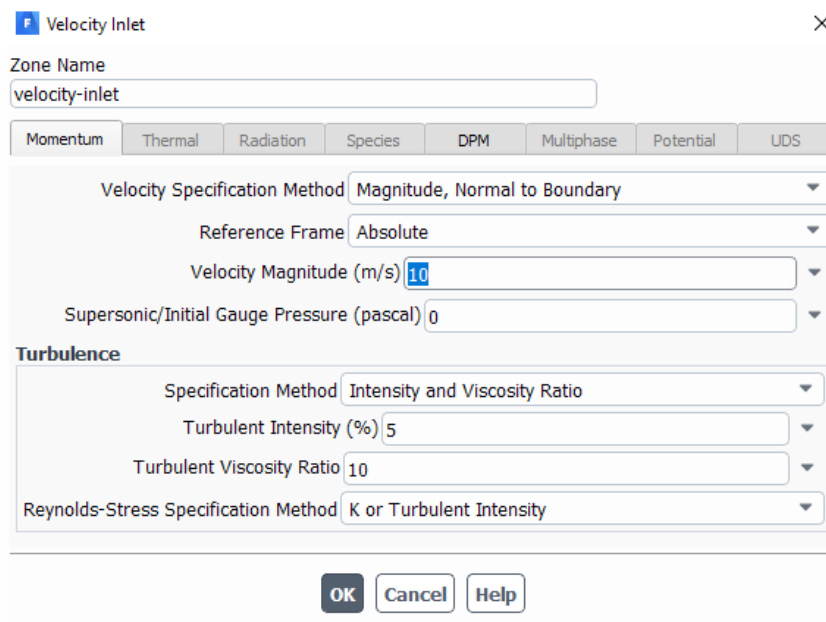 F Velocity Inlet
Zone Name
velocity-inlet
Momentum Thermal Radiation Species DPM Multiphase Potential UDS
Velocity Specification Method Magnitude, Normal to Boundary
Reference Frame Absolute
Velocity Magnitude (m/s) 10
Supersonic/Initial Gauge Pressure (pascal) 0
Turbulence
Specification Method Intensity and Viscosity Ratio
Turbulent Intensity (%) 5
Turbulent Viscosity Ratio 10
Reynolds-Stress Specification Method K or Turbulent Intensity
OK Cancel Help